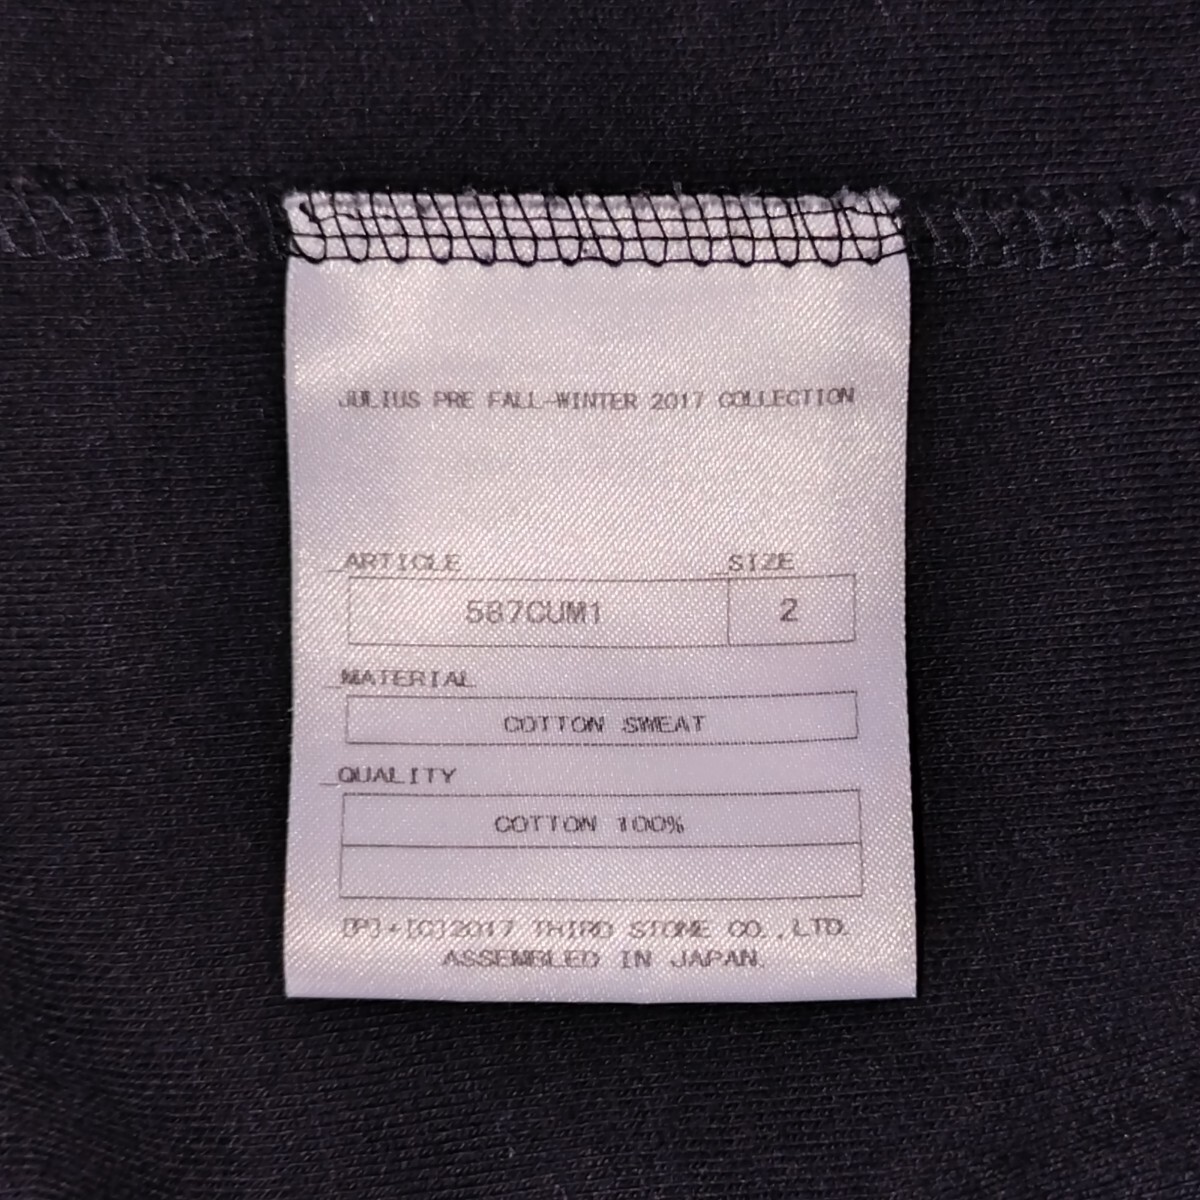 JULIUS PRE FALL-WINTER 2017 COLLECTION
_ARTICLE
_SIZE
587CUM1
2
_MATERIAL
COTTON SWEAT
_QUALITY
COTTON 100%
[P]+[C]2017 THIRD STONE CO.,LTD.
ASSEMBLED IN JAPAN.